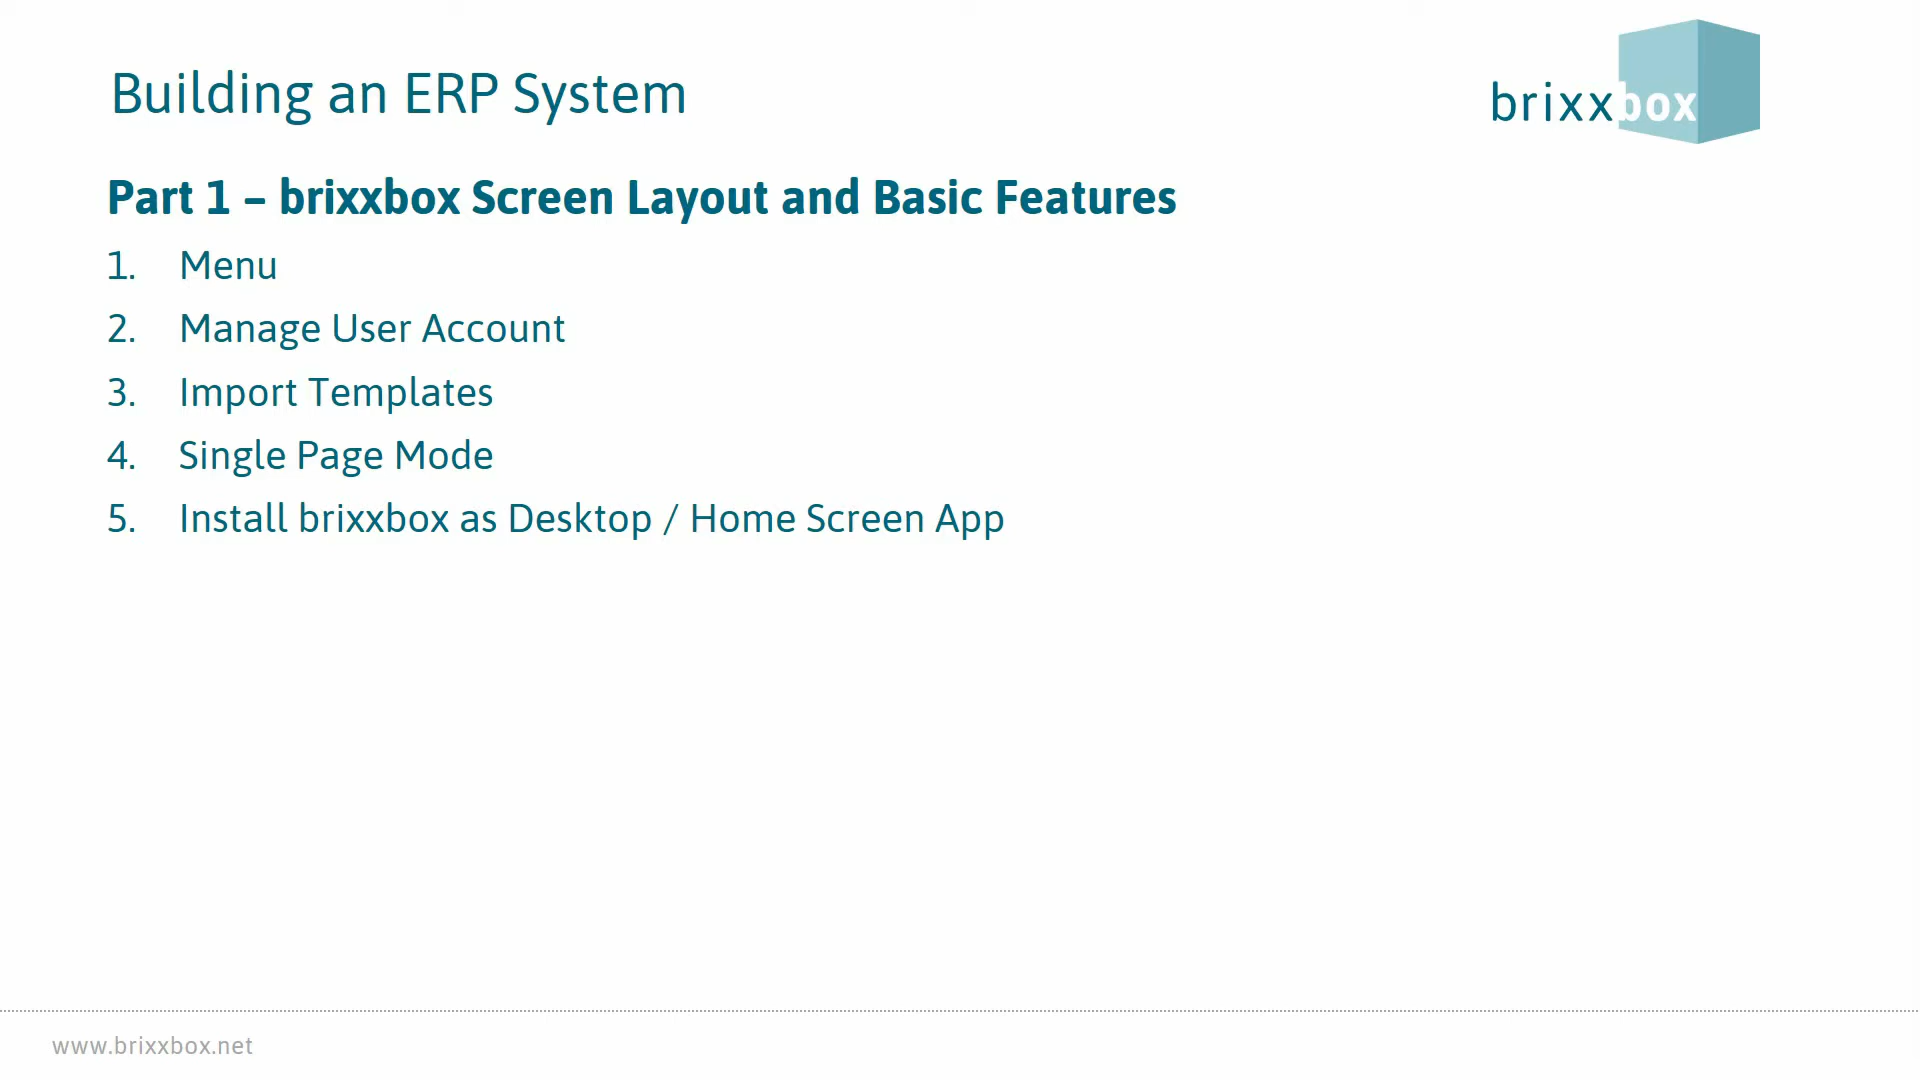 Building an ERP System
brixxbox
Part 1 – brixxbox Screen Layout and Basic Features
1. Menu
2. Manage User Account
3. Import Templates
4. Single Page Mode
5. Install brixxbox as Desktop / Home Screen App
www.brixxbox.net